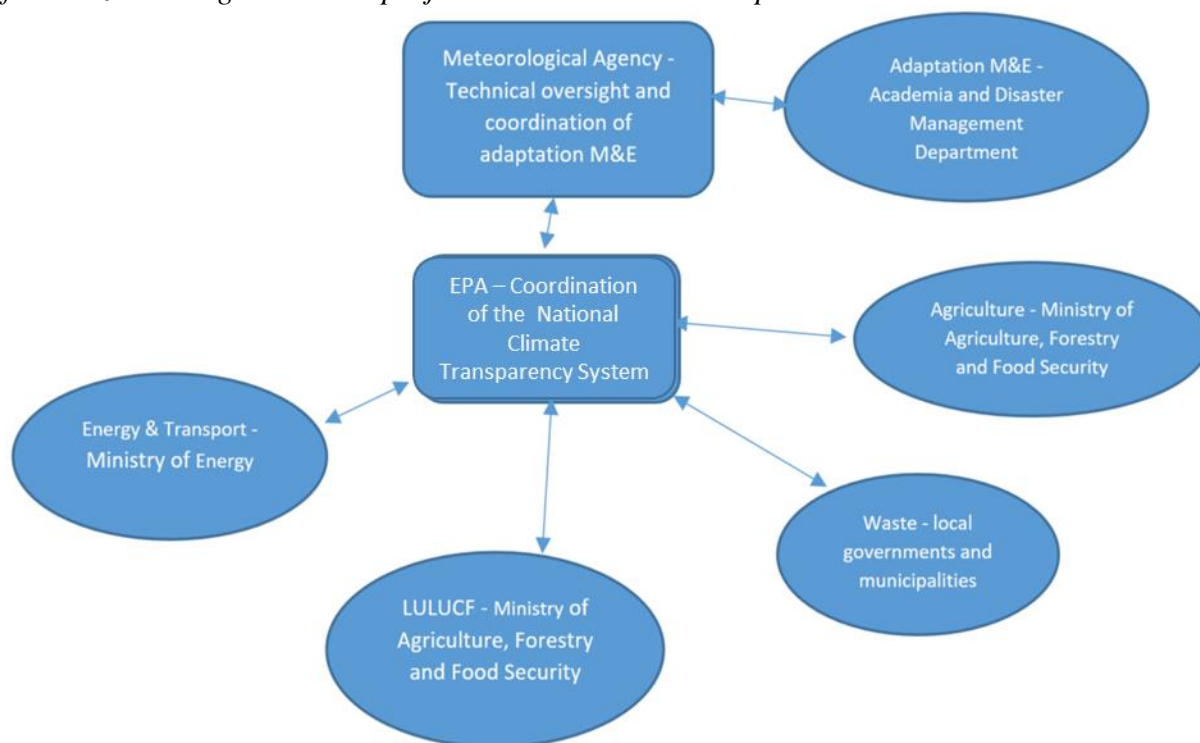 Meteorological Agency -
Technical oversight and
coordination of
adaptation M&E
Adaptation M&E -
Academia and Disaster
Management
Department
EPA – Coordination
of the National
Climate
Transparency System
Agriculture - Ministry of
Agriculture, Forestry
and Food Security
Energy & Transport -
Ministry of Energy
Waste - local
governments and
municipalities
LULUCF - Ministry of
Agriculture, Forestry
and Food Security